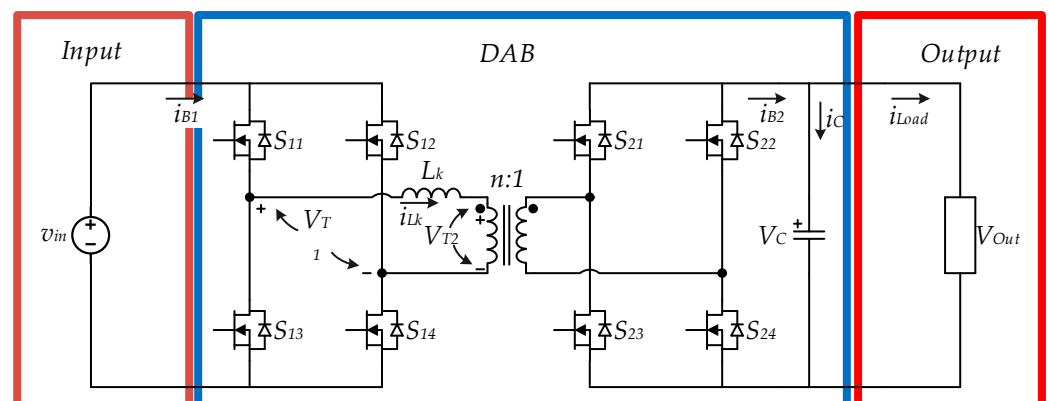 Input
DAB
Output
iB1
iB2
iC
iLoad
S11
S12
S21
S22
Lk
n:1
+
VT
1
−
iLk
+
VT2
−
vin
+
−
VC
+
VOut
S13
S14
S23
S24